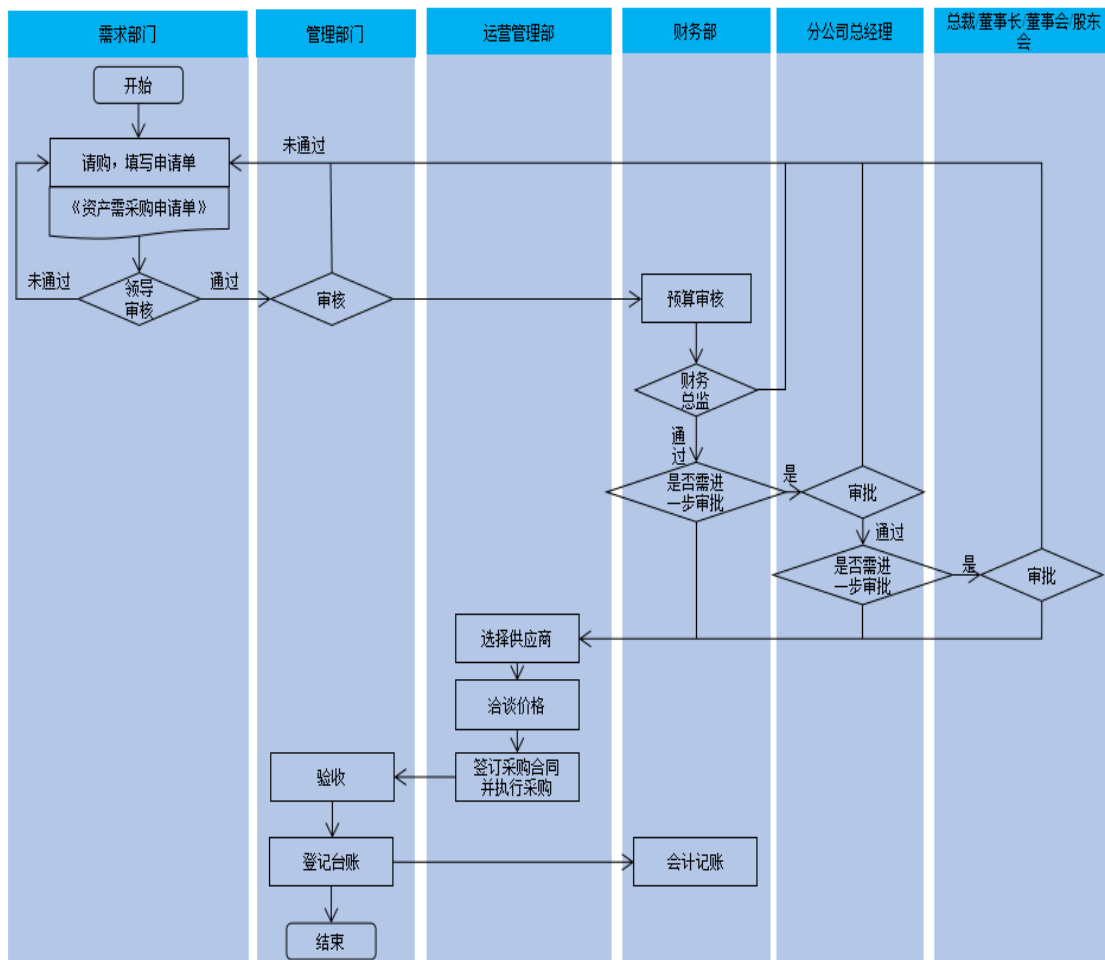 需求部门
管理部门
运营管理部
财务部
分公司总经理
总裁/董事长/董事会/股东
会
开始
请购，填写申请单
未通过
《资产需采购申请单》
未通过
领导
审核
通过
审核
预算审核
财务
总监
通
过
是否需进
一步审批
是
审批
通过
是否需进
一步审批
是
审批
选择供应商
洽谈价格
签订采购合同
并执行采购
验收
登记台账
会计记账
结束